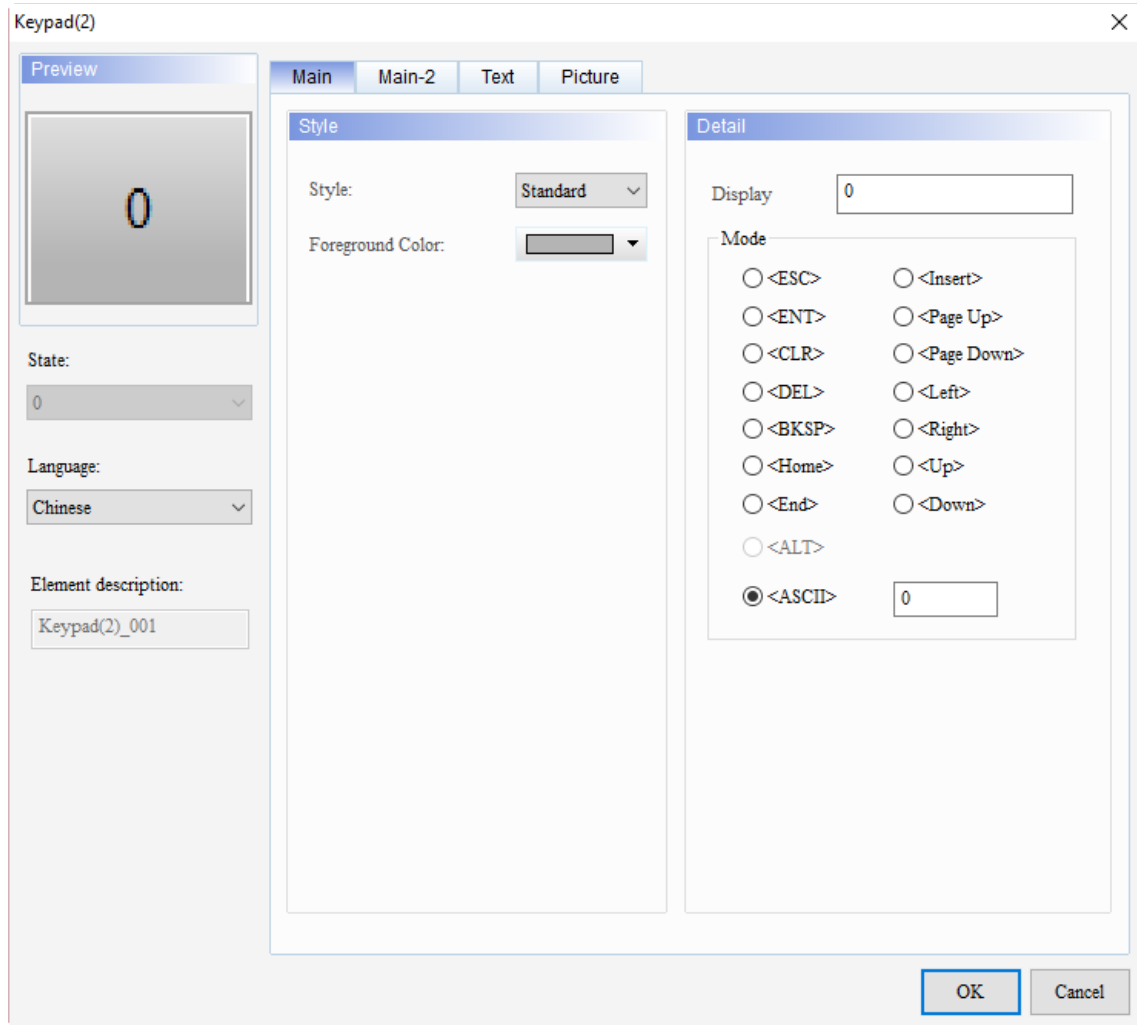 Keypad(2)
Preview
0
State:
0
Language:
Chinese
Element description:
Keypad(2)_001
Main Main-2 Text Picture
Style
Style: Standard
Foreground Color:
Detail
Display 0
Mode
<ESC> <Insert>
<ENT> <Page Up>
<CLR> <Page Down>
<DEL> <Left>
<BKSP> <Right>
<Home> <Up>
<End> <Down>
<ALT>
<ASCII> 0
OK Cancel